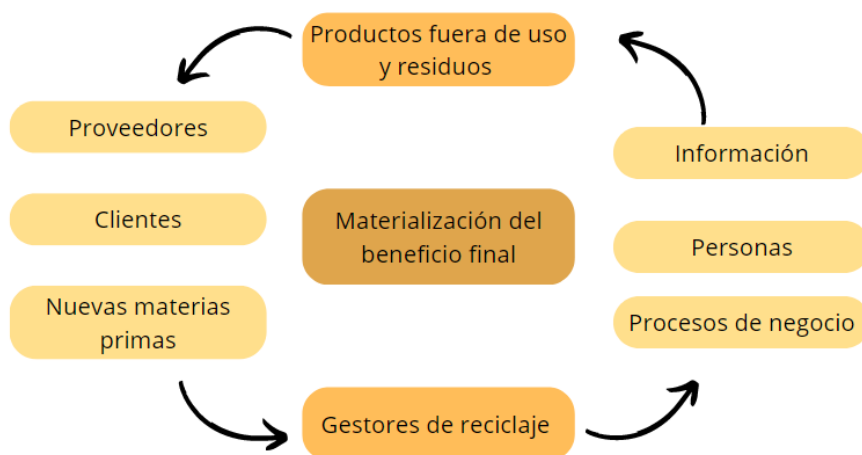 Productos fuera de uso
y residuos
Proveedores
Información
Clientes
Materialización del
beneficio final
Personas
Nuevas materias
primas
Procesos de negocio
Gestores de reciclaje